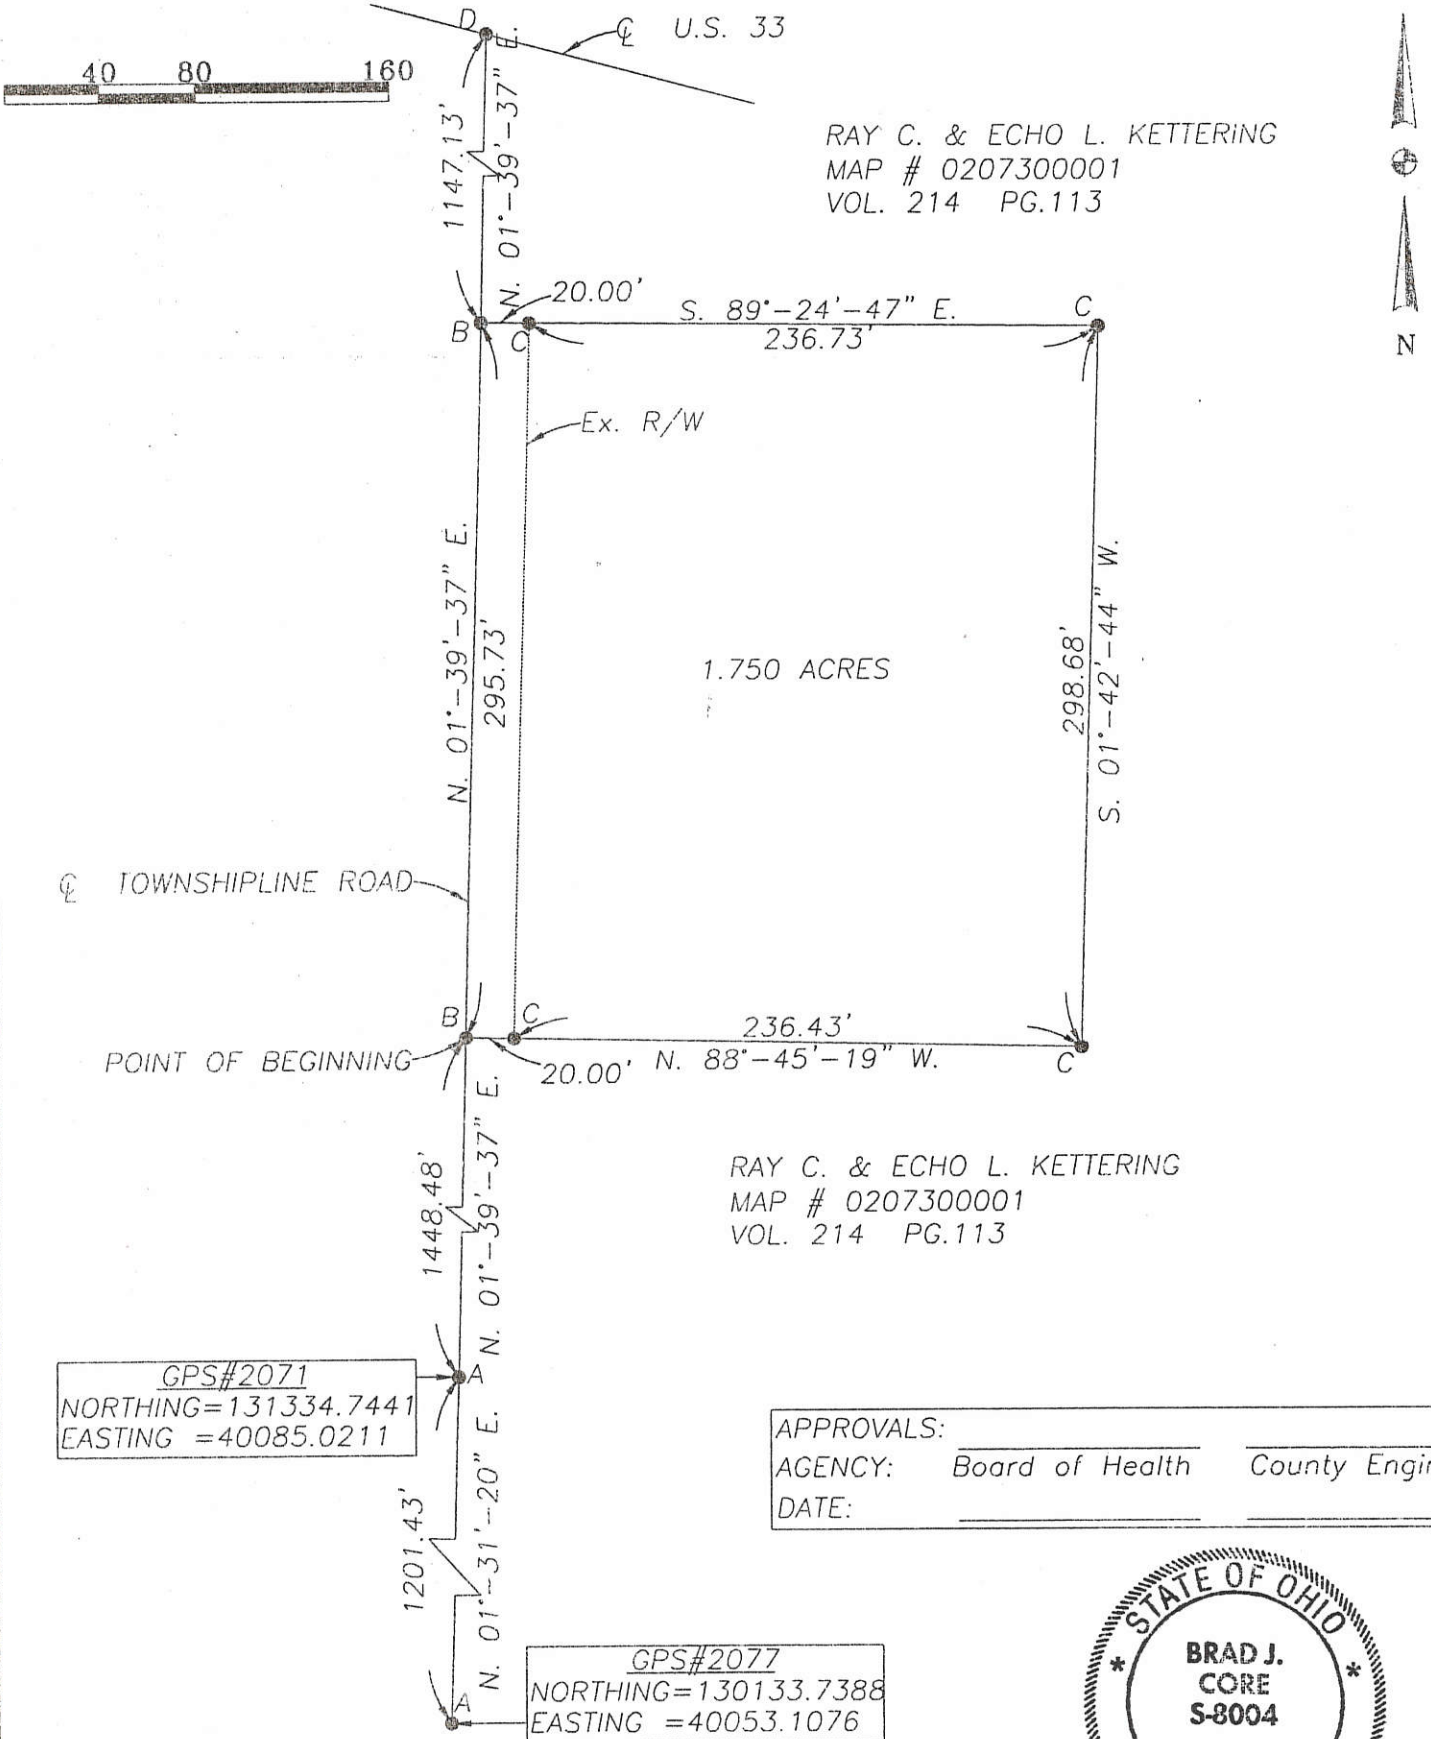 D
℄ U.S. 33
40 80 160
1147.13'
N. 01°-39'-37" E.
RAY C. & ECHO L. KETTERING
MAP # 0207300001
VOL. 214 PG.113
20.00'
S. 89°-24'-47" E.
236.73'
B
C
C
N
Ex. R/W
N. 01°-39'-37" E.
295.73'
1.750 ACRES
298.68'
S. 01°-42'-44" W.
℄ TOWNSHIPLINE ROAD
B
C
POINT OF BEGINNING
20.00'
236.43'
N. 88°-45'-19" W.
C
1448.48'
N. 01°-39'-37" E.
RAY C. & ECHO L. KETTERING
MAP # 0207300001
VOL. 214 PG.113
GPS#2071
NORTHING=131334.7441
EASTING =40085.0211
A
1201.43'
N. 01°-31'-20" E.
APPROVALS:
AGENCY: Board of Health County Engin
DATE:
GPS#2077
NORTHING=130133.7388
EASTING =40053.1076
A
* STATE OF OHIO *
BRAD J.
CORE
S-8004